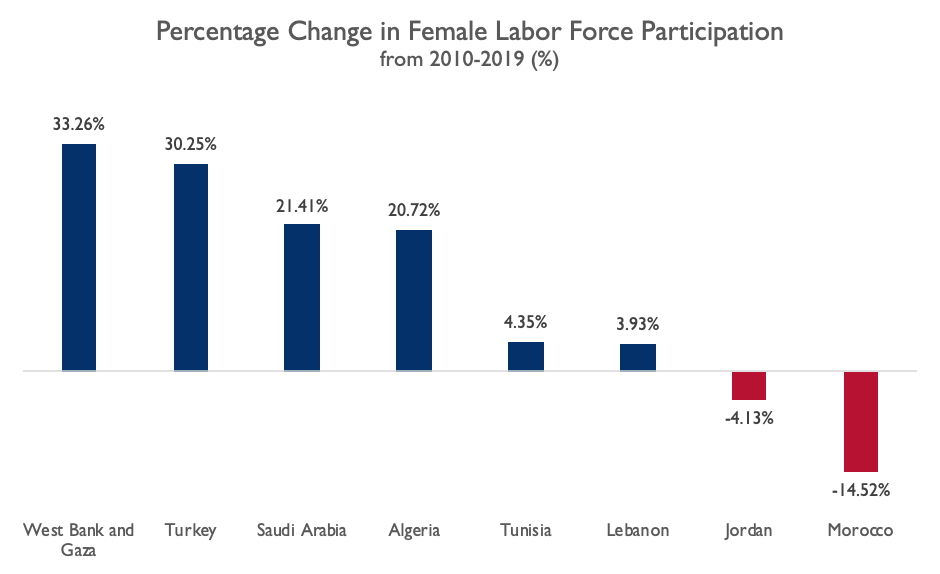 Percentage Change in Female Labor Force Participation
from 2010-2019 (%)
33.26%
30.25%
21.41%
20.72%
4.35%
3.93%
-4.13%
-14.52%
West Bank and
Gaza
Turkey
Saudi Arabia
Algeria
Tunisia
Lebanon
Jordan
Morocco